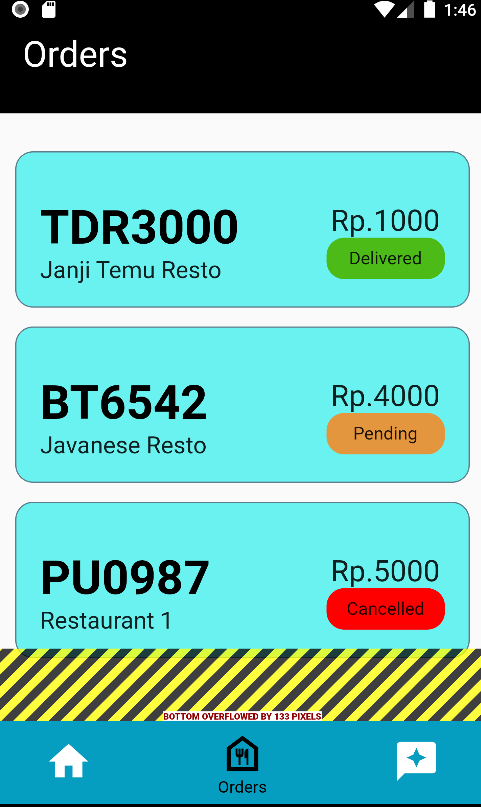 1:46
Orders
TDR3000
Rp.1000
Janji Temu Resto
Delivered
BT6542
Rp.4000
Javanese Resto
Pending
PU0987
Rp.5000
Restaurant 1
Cancelled
BOTTOM OVERFLOWED BY 133 PIXELS
Orders